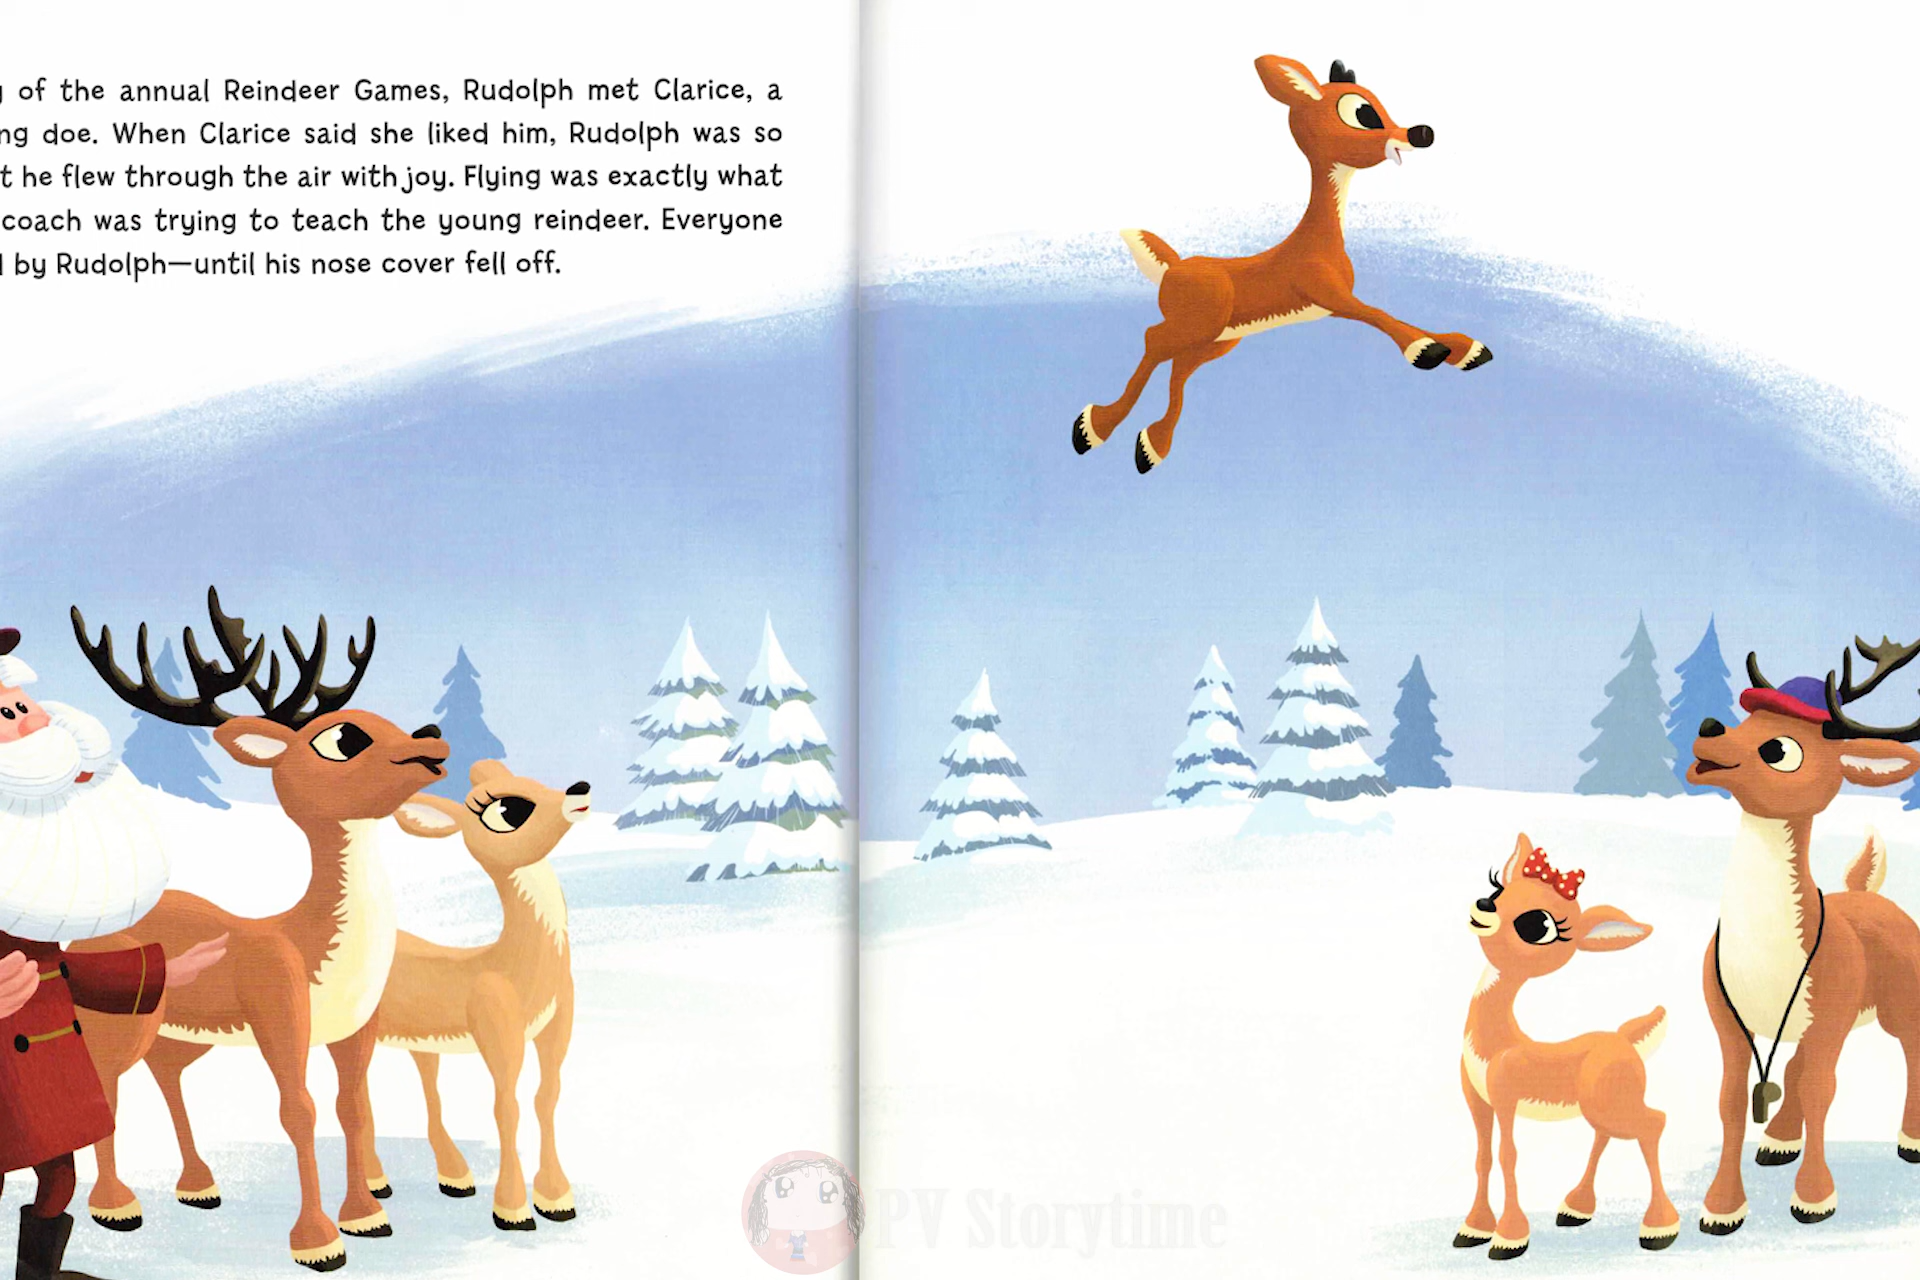 of the annual Reindeer Games, Rudolph met Clarice, a
ng doe. When Clarice said she liked him, Rudolph was so
t he flew through the air with joy. Flying was exactly what
coach was trying to teach the young reindeer. Everyone
by Rudolph—until his nose cover fell off.
PV Storytime